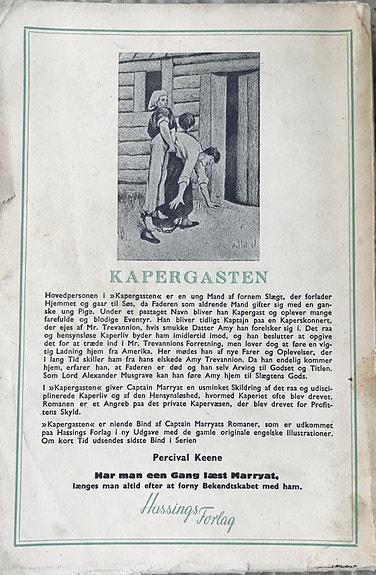 KAPERGASTEN
Hovedpersonen i »Kapergasten« er en ung Mand af fornem Slægt, der forlader
Hjemmet og gaar til Søs, da Faderen som aldrende Mand gifter sig med en gan-
ske ung Pige. Under et paataget Navn bliver han Kapergast og oplever mange
farefulde og blodige Eventyr. Han bliver tidligt Kaptajn paa en Kaperskonnert,
der ejes af Mr. Trevannion, hvis smukke Datter Amy han forelsker sig i. Det raa
og hensynsløse Kaperliv byder ham imidlertid imod, og han beslutter at opgive
det for at træde ind i Mr. Trevannions Forretning, men lover dog at føre en vig-
tig Ladning hjem fra Amerika. Her mødes han af nye Farer og Oplevelser, der
i lang Tid skiller ham fra hans elskede Amy Trevannion. Da han endelig kommer
hjem, erfarer han, at Faderen er død og han selv Arving til Godset og Titlen.
Som Lord Alexander Musgrave kan han føre Amy hjem til Slægtens Gods.
I »Kapergasten« giver Captain Marryat en usminket Skildring af det raa og udisci-
plinerede Kaperliv og af den Hensynsløshed, hvormed Kaperiet ofte blev drevet.
Romanen er et Angreb paa det private Kapervæsen, der blev drevet for Profit-
tens Skyld.
»Kapergasten« er niende Bind af Captain Marryats Romaner, som er udkommet
paa Hassings Forlag i ny Udgave med de gamle originale engelske Illustrationer.
Om kort Tid udsendes sidste Bind i Serien
Percival Keene
Har man een Gang læst Marryat,
længes man altid efter at forny Bekendtskabet med ham.
Hassings
Forlag